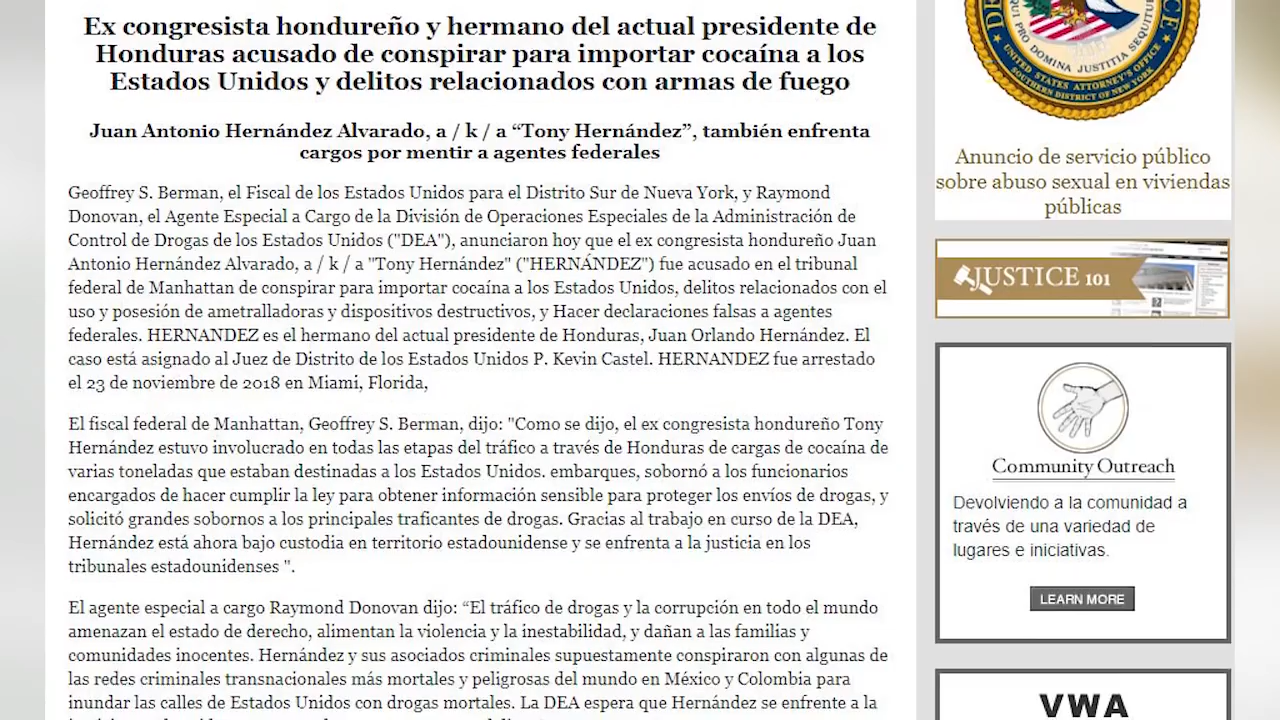 Ex congresista hondureño y hermano del actual presidente de
Honduras acusado de conspirar para importar cocaína a los
Estados Unidos y delitos relacionados con armas de fuego
Juan Antonio Hernández Alvarado, a / k / a “Tony Hernández”, también enfrenta
cargos por mentir a agentes federales
Geoffrey S. Berman, el Fiscal de los Estados Unidos para el Distrito Sur de Nueva York, y Raymond
Donovan, el Agente Especial a Cargo de la División de Operaciones Especiales de la Administración de
Control de Drogas de los Estados Unidos ("DEA"), anunciaron hoy que el ex congresista hondureño Juan
Antonio Hernández Alvarado, a / k / a "Tony Hernández" ("HERNÁNDEZ") fue acusado en el tribunal
federal de Manhattan de conspirar para importar cocaína a los Estados Unidos, delitos relacionados con el
uso y posesión de ametralladoras y dispositivos destructivos, y Hacer declaraciones falsas a agentes
federales. HERNANDEZ es el hermano del actual presidente de Honduras, Juan Orlando Hernández. El
caso está asignado al Juez de Distrito de los Estados Unidos P. Kevin Castel. HERNANDEZ fue arrestado
el 23 de noviembre de 2018 en Miami, Florida,
El fiscal federal de Manhattan, Geoffrey S. Berman, dijo: "Como se dijo, el ex congresista hondureño Tony
Hernández estuvo involucrado en todas las etapas del tráfico a través de Honduras de cargas de cocaína de
varias toneladas que estaban destinadas a los Estados Unidos. embarques, sobornó a los funcionarios
encargados de hacer cumplir la ley para obtener información sensible para proteger los envíos de drogas, y
solicitó grandes sobornos a los principales traficantes de drogas. Gracias al trabajo en curso de la DEA,
Hernández está ahora bajo custodia en territorio estadounidense y se enfrenta a la justicia en los
tribunales estadounidenses ".
El agente especial a cargo Raymond Donovan dijo: “El tráfico de drogas y la corrupción en todo el mundo
amenazan el estado de derecho, alimentan la violencia y la inestabilidad, y dañan a las familias y
comunidades inocentes. Hernández y sus asociados criminales supuestamente conspiraron con algunas de
las redes criminales transnacionales más mortales y peligrosas del mundo en México y Colombia para
inundar las calles de Estados Unidos con drogas mortales. La DEA espera que Hernández se enfrente a la
QUI PRO DOMINA JUSTITIA SEQUITUR
UNITED STATES ATTORNEY'S OFFICE
SOUTHERN DISTRICT OF NEW YORK
Anuncio de servicio público
sobre abuso sexual en viviendas
públicas
JUSTICE 101
Community Outreach
Devolviendo a la comunidad a
través de una variedad de
lugares e iniciativas.
LEARN MORE
VWA